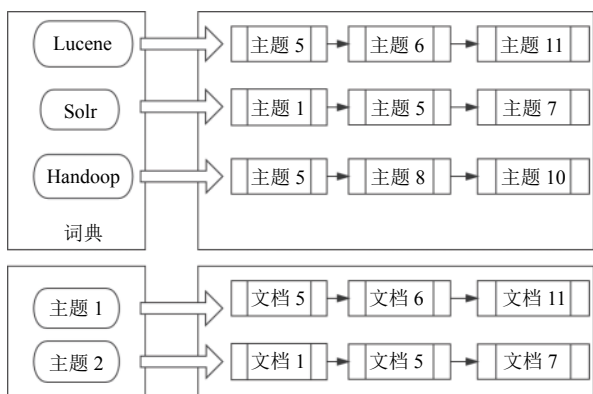 Lucene 主题 5 主题 6 主题 11
Solr 主题 1 主题 5 主题 7
Handoop 主题 5 主题 8 主题 10
词典
主题 1 文档 5 文档 6 文档 11
主题 2 文档 1 文档 5 文档 7